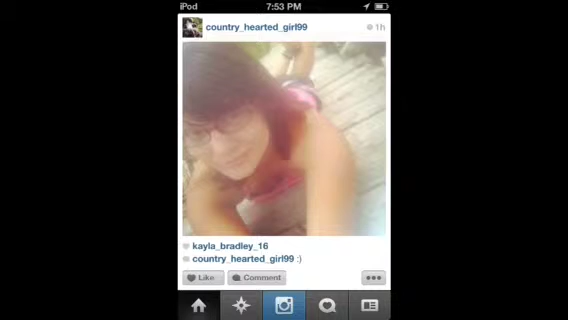 iPod 7:53 PM
country_hearted_girl99 1h
kayla_bradley_16
country_hearted_girl99 :)
Like Comment